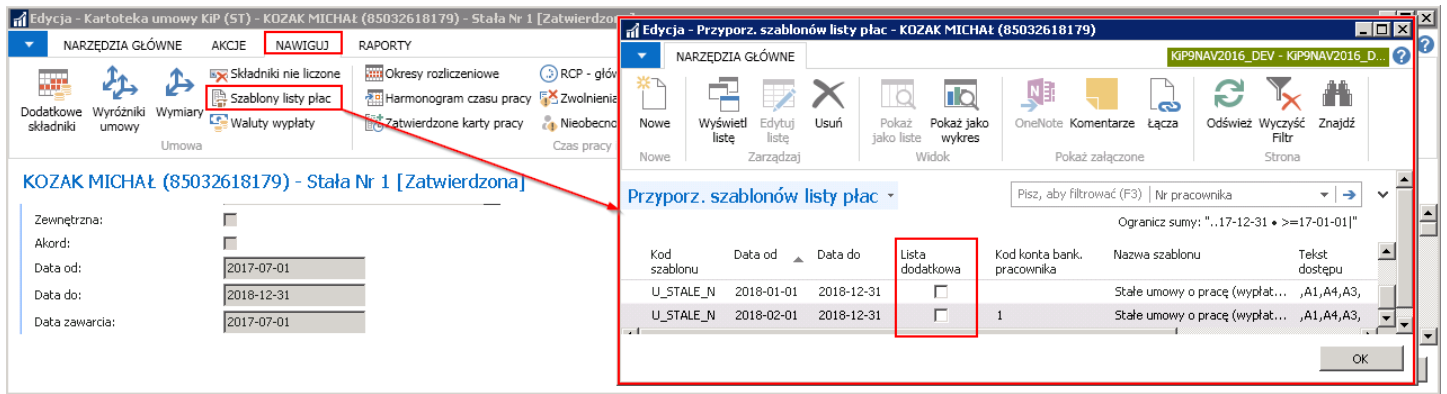 Edycja - Kartoteka umowy KiP (ST) - KOZAK MICHAŁ (85032618179) - Stała Nr 1 [Zatwierdzo
NARZĘDZIA GŁÓWNE AKCJE NAWIGUJ RAPORTY
Dodatkowe składniki
Wyróżniki umowy
Wymiary
Składniki nie liczone
Szablony listy płac
Waluty wypłaty
Umowa
Okresy rozliczeniowe
Harmonogram czasu pracy
Zatwierdzone karty pracy
RCP - głów
Zwolnienia
Nieobecno
Czas pracy
KOZAK MICHAŁ (85032618179) - Stała Nr 1 [Zatwierdzona]
Zewnętrzna:
Akord:
Data od: 2017-07-01
Data do: 2018-12-31
Data zawarcia: 2017-07-01
Edycja - Przyporz. szablonów listy płac - KOZAK MICHAŁ (85032618179)
NARZĘDZIA GŁÓWNE
KiP9NAV2016_DEV - KiP9NAV2016_D...
Nowe
Nowe
Wyświetl listę
Edytuj listę
Usuń
Zarządzaj
Pokaż jako liste
Pokaż jako wykres
Widok
OneNote
Komentarze
Łącza
Pokaż załączone
Odśwież
Wyczyść Filtr
Znajdź
Strona
Przyporz. szablonów listy płac
Pisz, aby filtrować (F3) Nr pracownika
Ogranicz sumy: "..17-12-31 • >=17-01-01|"
Kod szablonu Data od Data do Lista dodatkowa Kod konta bank. pracownika Nazwa szablonu Tekst dostępu
U_STALE_N 2018-01-01 2018-12-31 Stałe umowy o pracę (wypłat... ,A1,A4,A3,
U_STALE_N 2018-02-01 2018-12-31 1 Stałe umowy o pracę (wypłat... ,A1,A4,A3,
OK